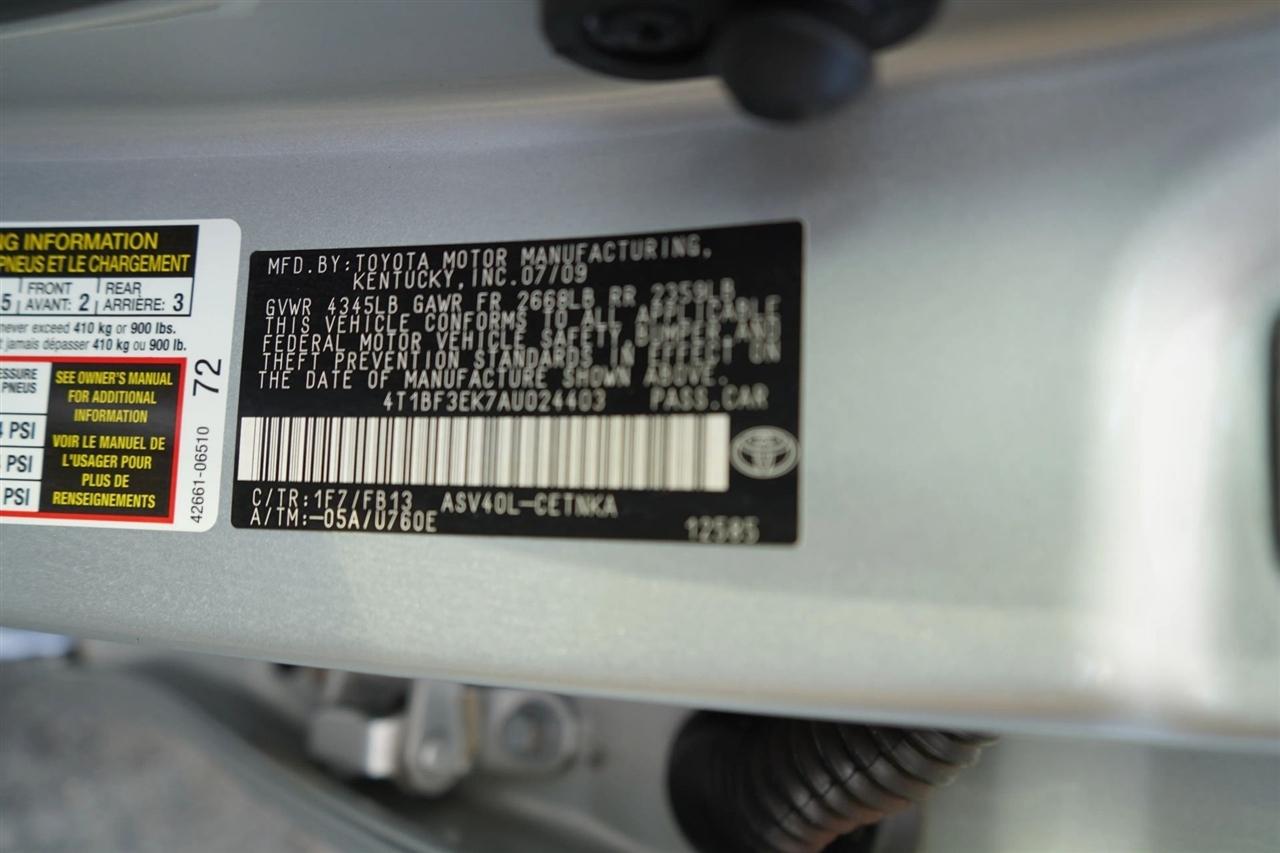 NG INFORMATION
PNEUS ET LE CHARGEMENT
5 FRONT AVANT: 2 REAR ARRIÈRE: 3
never exceed 410 kg or 900 lbs.
t jamais dépasser 410 kg ou 900 lb.
ESSURE
PNEUS
PSI
PSI
PSI
SEE OWNER'S MANUAL
FOR ADDITIONAL
INFORMATION
VOIR LE MANUEL DE
L'USAGER POUR
PLUS DE
RENSEIGNEMENTS
42661-06510 72
MFD.BY:TOYOTA MOTOR MANUFACTURING,
KENTUCKY,INC.07/09
GVWR 4345LB GAWR FR 2668LB RR 2359LB
THIS VEHICLE CONFORMS TO ALL APPLICABLE
FEDERAL MOTOR VEHICLE SAFETY,BUMPER,AND
THEFT PREVENTION STANDARDS IN EFFECT ON
THE DATE OF MANUFACTURE SHOWN ABOVE.
4T1BF3EK7AU024403 PASS.CAR
C/TR:1FZ/FB13 ASV40L-CETNKA
A/TM:-05A/U760E 12585